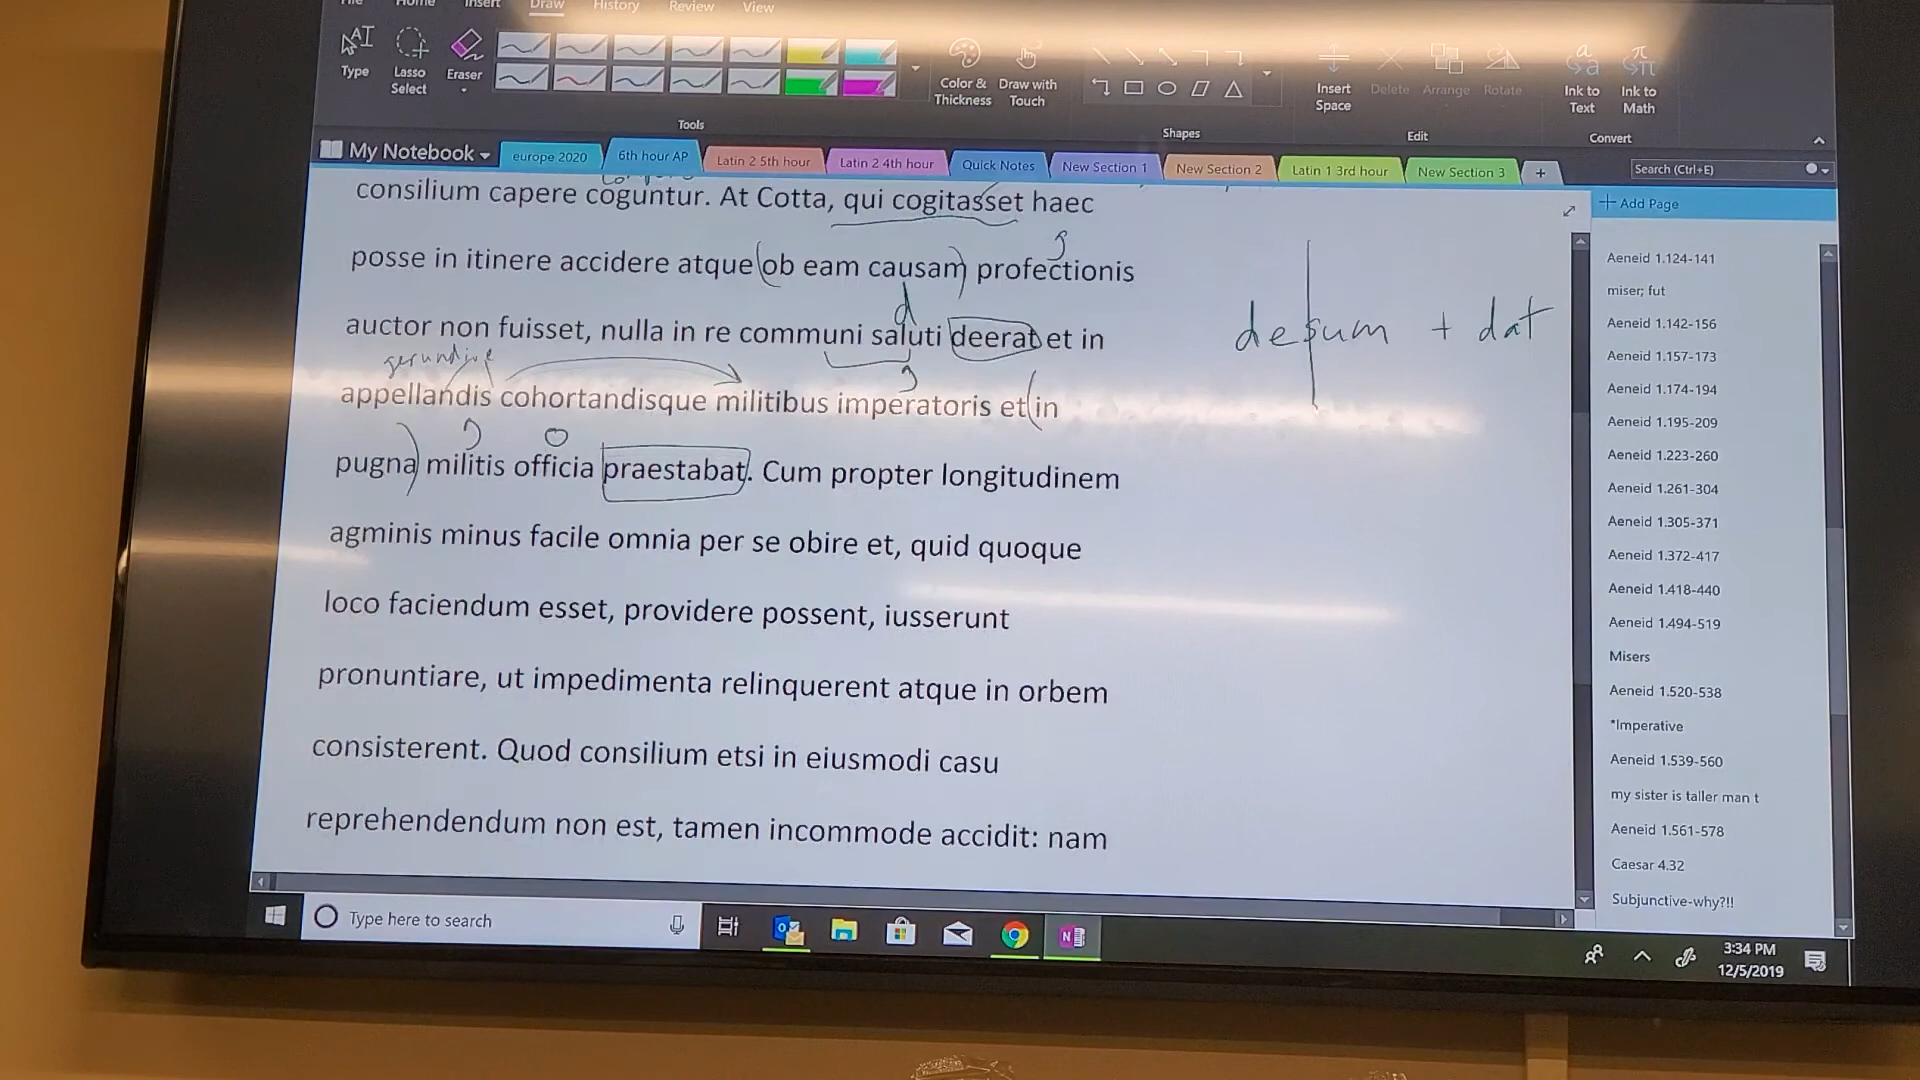 Home Insert Draw History Review View
Type
Lasso Select
Eraser
Color & Thickness
Draw with Touch
Insert Space
Delete
Arrange
Rotate
Ink to Text
Ink to Math
Tools
Shapes
Edit
Convert
My Notebook
europe 2020
6th hour AP
Latin 2 5th hour
Latin 2 4th hour
Quick Notes
New Section 1
New Section 2
Latin 1 3rd hour
New Section 3
+
Search (Ctrl+E)
consilium capere coguntur. At Cotta, qui cogitasset haec
posse in itinere accidere atque (ob eam causam) profectionis
g
d
auctor non fuisset, nulla in re communi saluti deerat et in
desum + dat
gerundive
g
appellandis cohortandisque militibus imperatoris et (in
g
o
pugna) militis officia praestabat. Cum propter longitudinem
agminis minus facile omnia per se obire et, quid quoque
loco faciendum esset, providere possent, iusserunt
pronuntiare, ut impedimenta relinquerent atque in orbem
consisterent. Quod consilium etsi in eiusmodi casu
reprehendendum non est, tamen incommode accidit: nam
+ Add Page
Aeneid 1.124-141
miser; fut
Aeneid 1.142-156
Aeneid 1.157-173
Aeneid 1.174-194
Aeneid 1.195-209
Aeneid 1.223-260
Aeneid 1.261-304
Aeneid 1.305-371
Aeneid 1.372-417
Aeneid 1.418-440
Aeneid 1.494-519
Misers
Aeneid 1.520-538
*Imperative
Aeneid 1.539-560
my sister is taller man t
Aeneid 1.561-578
Caesar 4.32
Subjunctive-why?!!
Type here to search
3:34 PM
12/5/2019